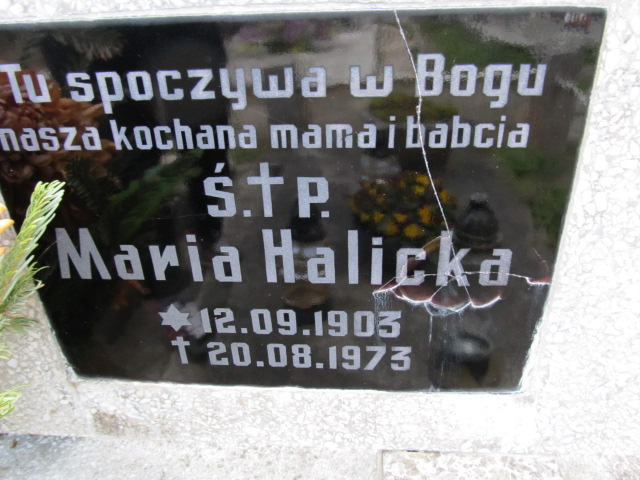 Tu spoczywa w Bogu
nasza kochana mama i babcia
Ś.†P.
Maria Halicka
✶12.09.1903
†20.08.1973